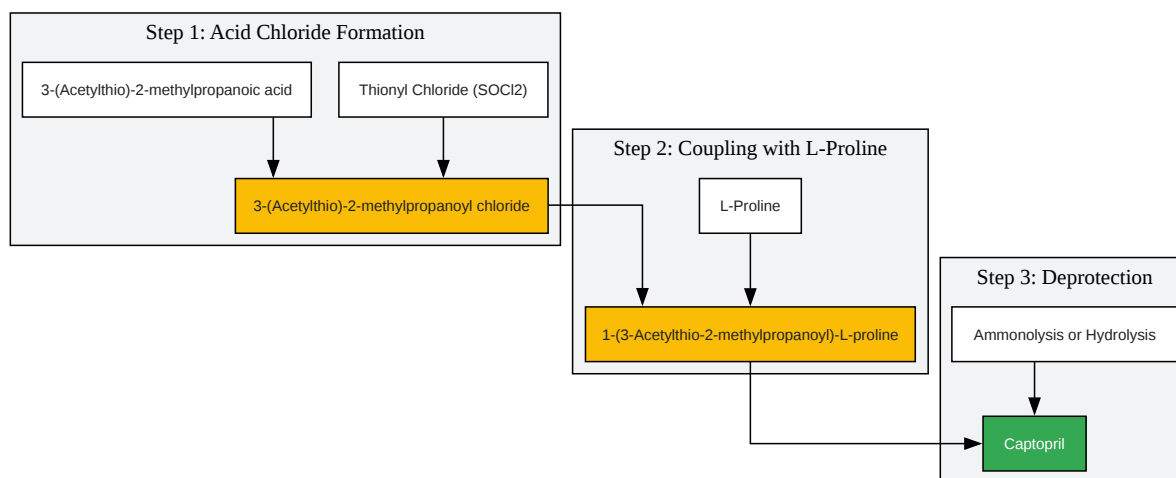 Step 1: Acid Chloride Formation
3-(Acetylthio)-2-methylpropanoic acid
Thionyl Chloride (SOCl2)
3-(Acetylthio)-2-methylpropanoyl chloride
Step 2: Coupling with L-Proline
L-Proline
1-(3-Acetylthio-2-methylpropanoyl)-L-proline
Step 3: Deprotection
Ammonolysis or Hydrolysis
Captopril